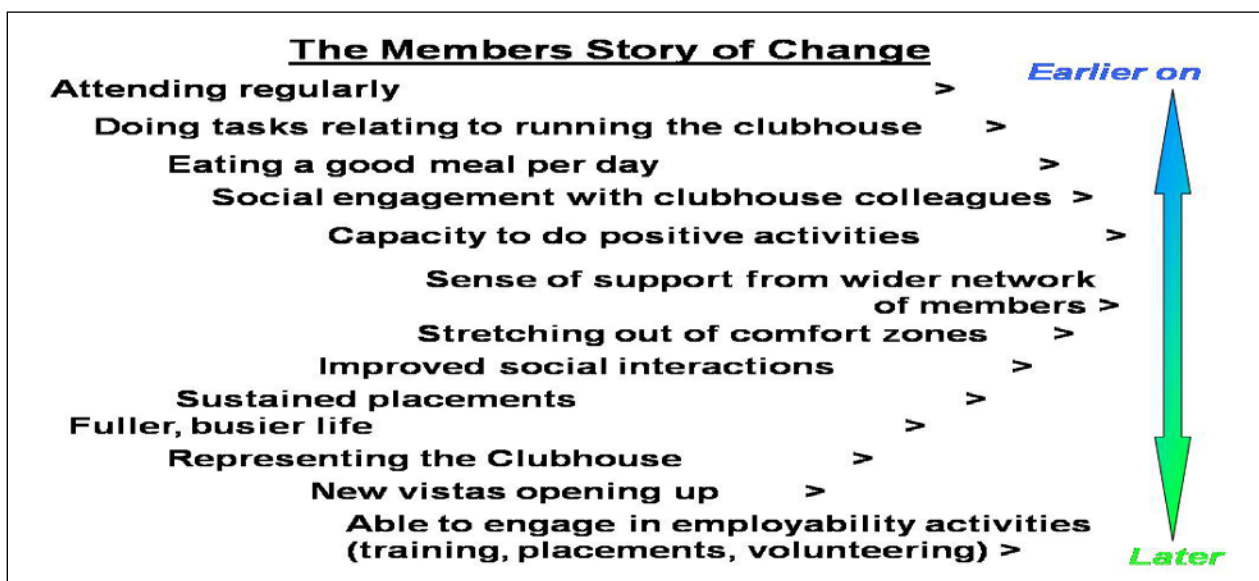 The Members Story of Change
Earlier on
Attending regularly >
Doing tasks relating to running the clubhouse >
Eating a good meal per day >
Social engagement with clubhouse colleagues >
Capacity to do positive activities >
Sense of support from wider network
of members >
Stretching out of comfort zones >
Improved social interactions >
Sustained placements >
Fuller, busier life >
Representing the Clubhouse >
New vistas opening up >
Able to engage in employability activities
(training, placements, volunteering) >
Later